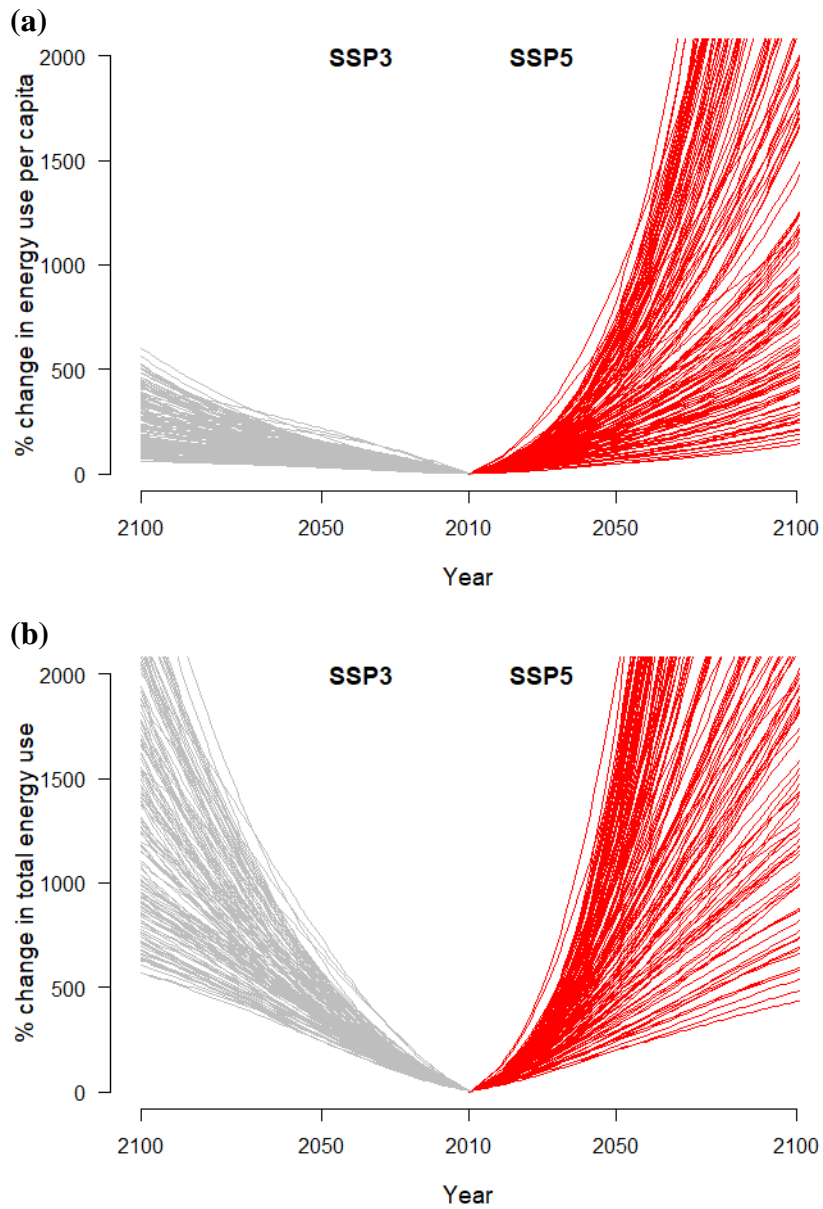 (a)
SSP3 SSP5
% change in energy use per capita
2000
1500
1000
500
0
2100 2050 2010 2050 2100
Year
(b)
SSP3 SSP5
% change in total energy use
2000
1500
1000
500
0
2100 2050 2010 2050 2100
Year